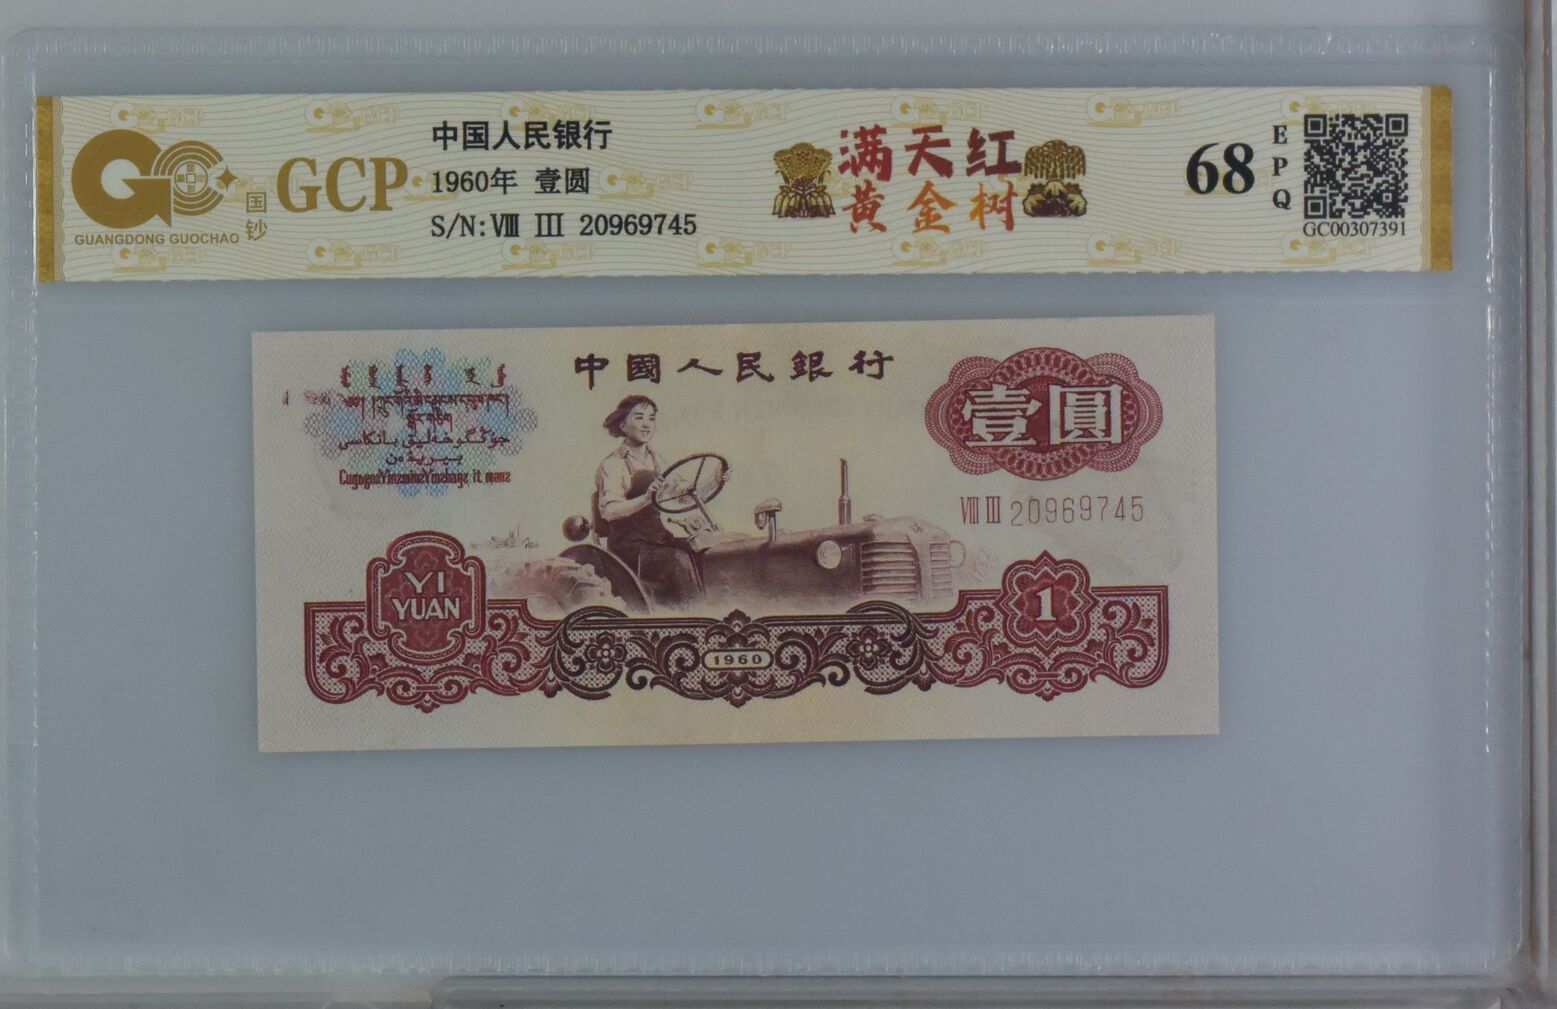 GCP
国钞
GUANGDONG GUOCHAO
中国人民银行
1960年 壹圆
S/N: Ⅷ Ⅲ 20969745
满天红
黄金树
68
EPQ
GC00307391
中國人民銀行
壹圓
Ⅷ Ⅲ 20969745
YI
YUAN
1
1960